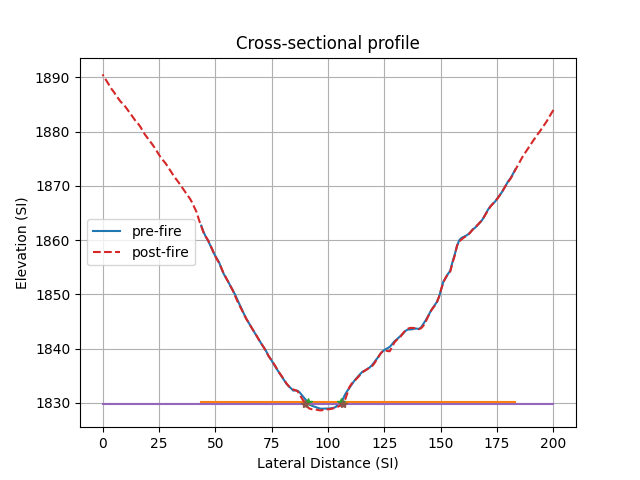 Cross-sectional profile
1890
1880
1870
1860
1850
1840
1830
Elevation (SI)
pre-fire
post-fire
0 25 50 75 100 125 150 175 200
Lateral Distance (SI)